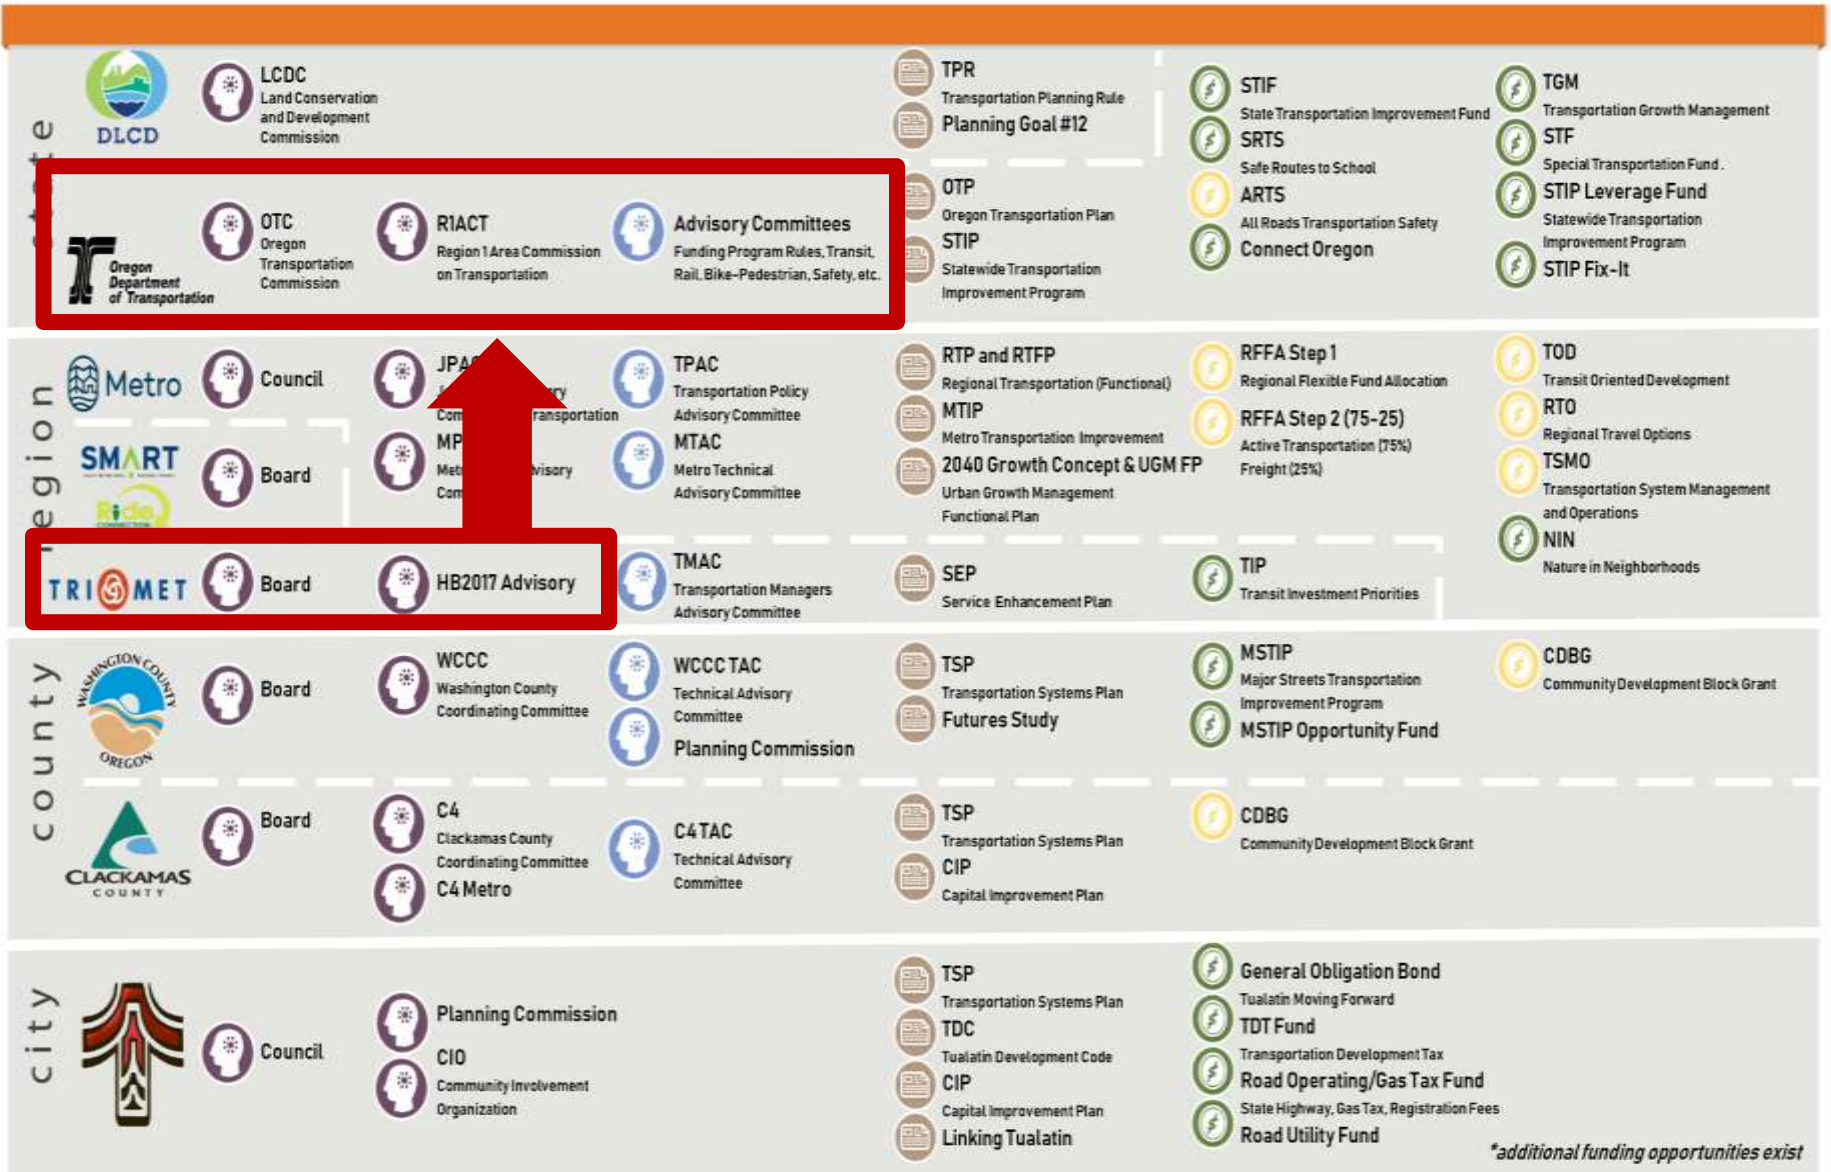 state
DLCD
LCDC
Land Conservation
and Development
Commission
TPR
Transportation Planning Rule
Planning Goal #12
STIF
State Transportation Improvement Fund
SRTS
Safe Routes to School
ARTS
All Roads Transportation Safety
Connect Oregon
TGM
Transportation Growth Management
STF
Special Transportation Fund.
STIP Leverage Fund
Statewide Transportation
Improvement Program
STIP Fix-It
Oregon
Department
of Transportation
OTC
Oregon
Transportation
Commission
R1ACT
Region 1 Area Commission
on Transportation
Advisory Committees
Funding Program Rules, Transit,
Rail, Bike-Pedestrian, Safety, etc.
OTP
Oregon Transportation Plan
STIP
Statewide Transportation
Improvement Program
region
Metro
Council
TPAC
Transportation Policy
Advisory Committee
MTAC
Metro Technical
Advisory Committee
RTP and RTFP
Regional Transportation (Functional)
MTIP
Metro Transportation Improvement
2040 Growth Concept & UGM FP
Urban Growth Management
Functional Plan
RFFA Step 1
Regional Flexible Fund Allocation
RFFA Step 2 (75-25)
Active Transportation (75%)
Freight (25%)
TOD
Transit Oriented Development
RTO
Regional Travel Options
TSMO
Transportation System Management
and Operations
NIN
Nature in Neighborhoods
SMART
Ride
Board
TRIMET
Board
HB2017 Advisory
TMAC
Transportation Managers
Advisory Committee
SEP
Service Enhancement Plan
TIP
Transit Investment Priorities
county
WASHINGTON COUNTY
OREGON
Board
WCCC
Washington County
Coordinating Committee
WCCC TAC
Technical Advisory
Committee
Planning Commission
TSP
Transportation Systems Plan
Futures Study
MSTIP
Major Streets Transportation
Improvement Program
MSTIP Opportunity Fund
CDBG
Community Development Block Grant
CLACKAMAS
COUNTY
Board
C4
Clackamas County
Coordinating Committee
C4 Metro
C4 TAC
Technical Advisory
Committee
TSP
Transportation Systems Plan
CIP
Capital Improvement Plan
CDBG
Community Development Block Grant
city
Council
Planning Commission
CIO
Community Involvement
Organization
TSP
Transportation Systems Plan
TDC
Tualatin Development Code
CIP
Capital Improvement Plan
Linking Tualatin
General Obligation Bond
Tualatin Moving Forward
TDT Fund
Transportation Development Tax
Road Operating/Gas Tax Fund
State Highway, Gas Tax, Registration Fees
Road Utility Fund
*additional funding opportunities exist